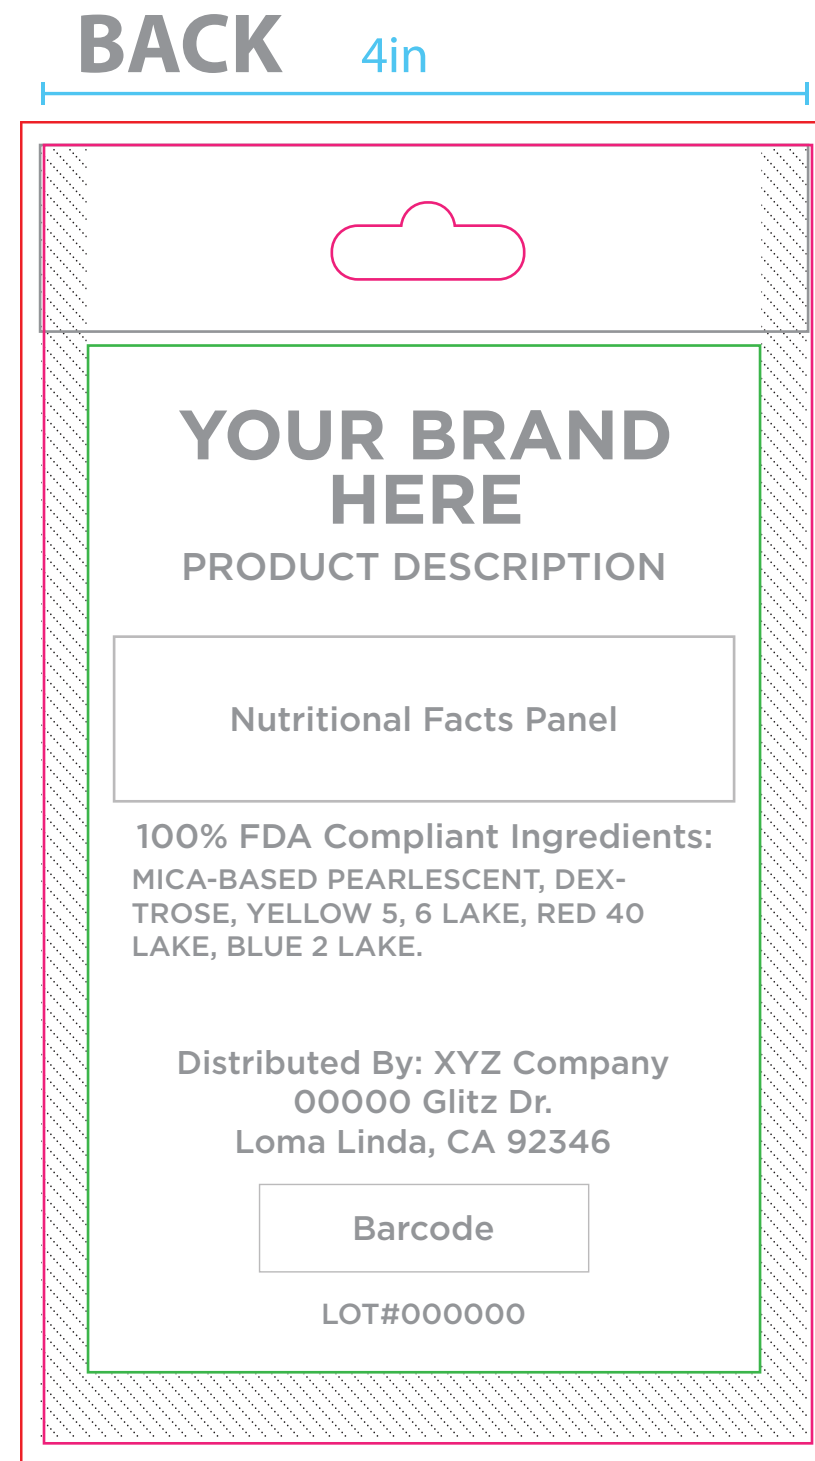 BACK
4in
YOUR BRAND
HERE
PRODUCT DESCRIPTION
Nutritional Facts Panel
100% FDA Compliant Ingredients:
MICA-BASED PEARLESCENT, DEX-
TROSE, YELLOW 5, 6 LAKE, RED 40
LAKE, BLUE 2 LAKE.
Distributed By: XYZ Company
00000 Glitz Dr.
Loma Linda, CA 92346
Barcode
LOT#000000